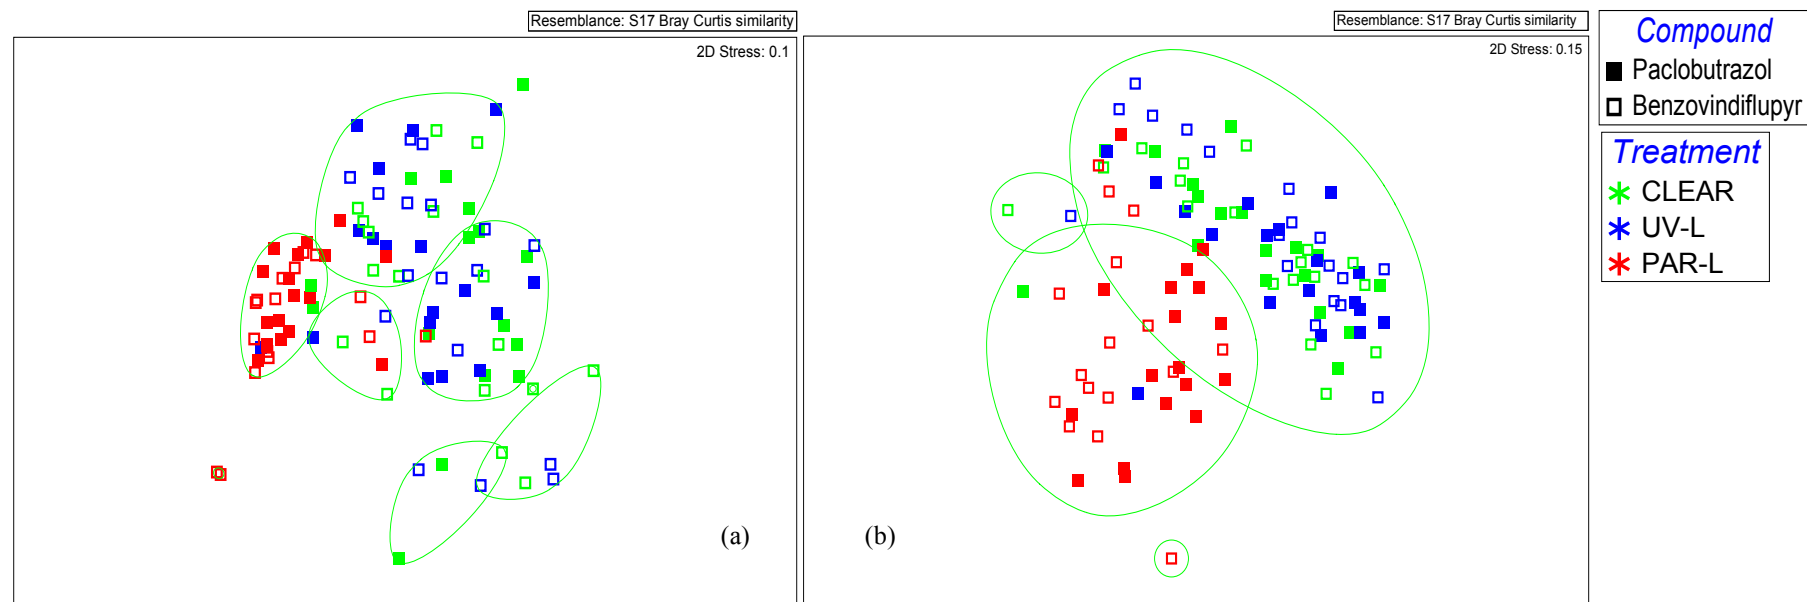 Resemblance: S17 Bray Curtis similarity
2D Stress: 0.1
(a)
Resemblance: S17 Bray Curtis similarity
2D Stress: 0.15
(b)
Compound
Paclobutrazol
Benzovindiflupyr
Treatment
CLEAR
UV-L
PAR-L